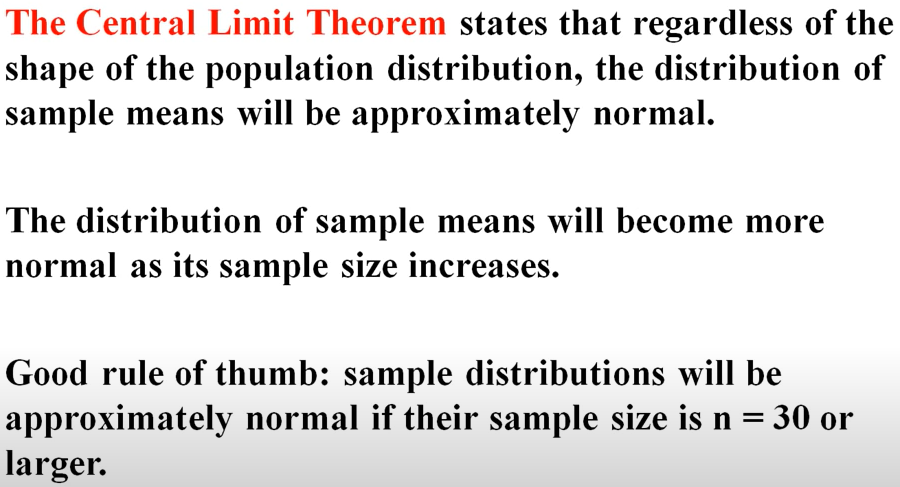 The Central Limit Theorem states that regardless of the
shape of the population distribution, the distribution of
sample means will be approximately normal.
The distribution of sample means will become more
normal as its sample size increases.
Good rule of thumb: sample distributions will be
approximately normal if their sample size is n = 30 or
larger.